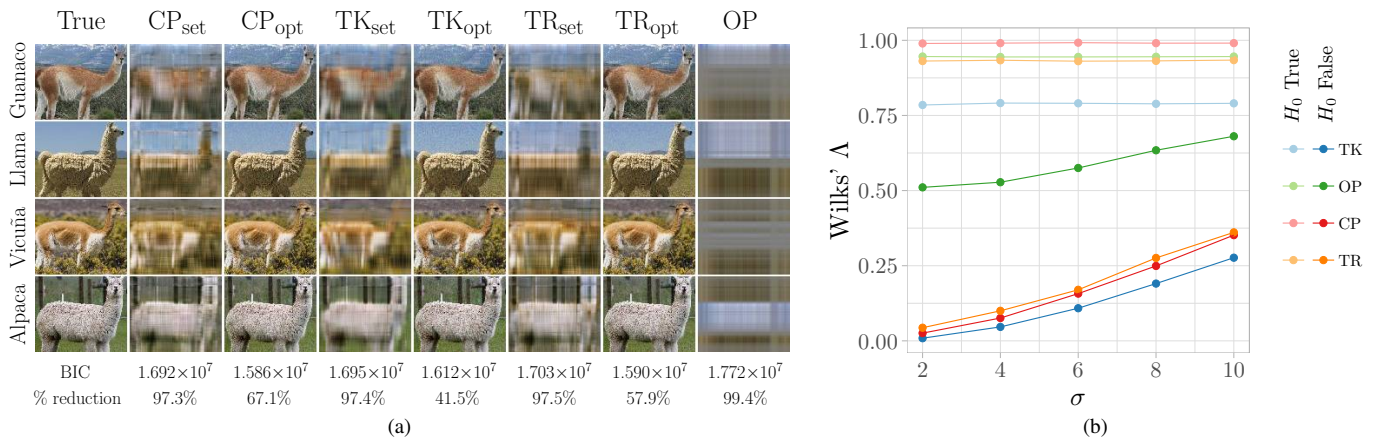 True CP_set CP_opt TK_set TK_opt TR_set TR_opt OP
Guanaco
Llama
Vicuña
Alpaca
BIC 1.692×10^7 1.586×10^7 1.695×10^7 1.612×10^7 1.703×10^7 1.590×10^7 1.772×10^7
% reduction 97.3% 67.1% 97.4% 41.5% 97.5% 57.9% 99.4%
(a)
Wilks' Λ
1.00
0.75
0.50
0.25
0.00
2 4 6 8 10
σ
H_0 True
H_0 False
TK
OP
CP
TR
(b)